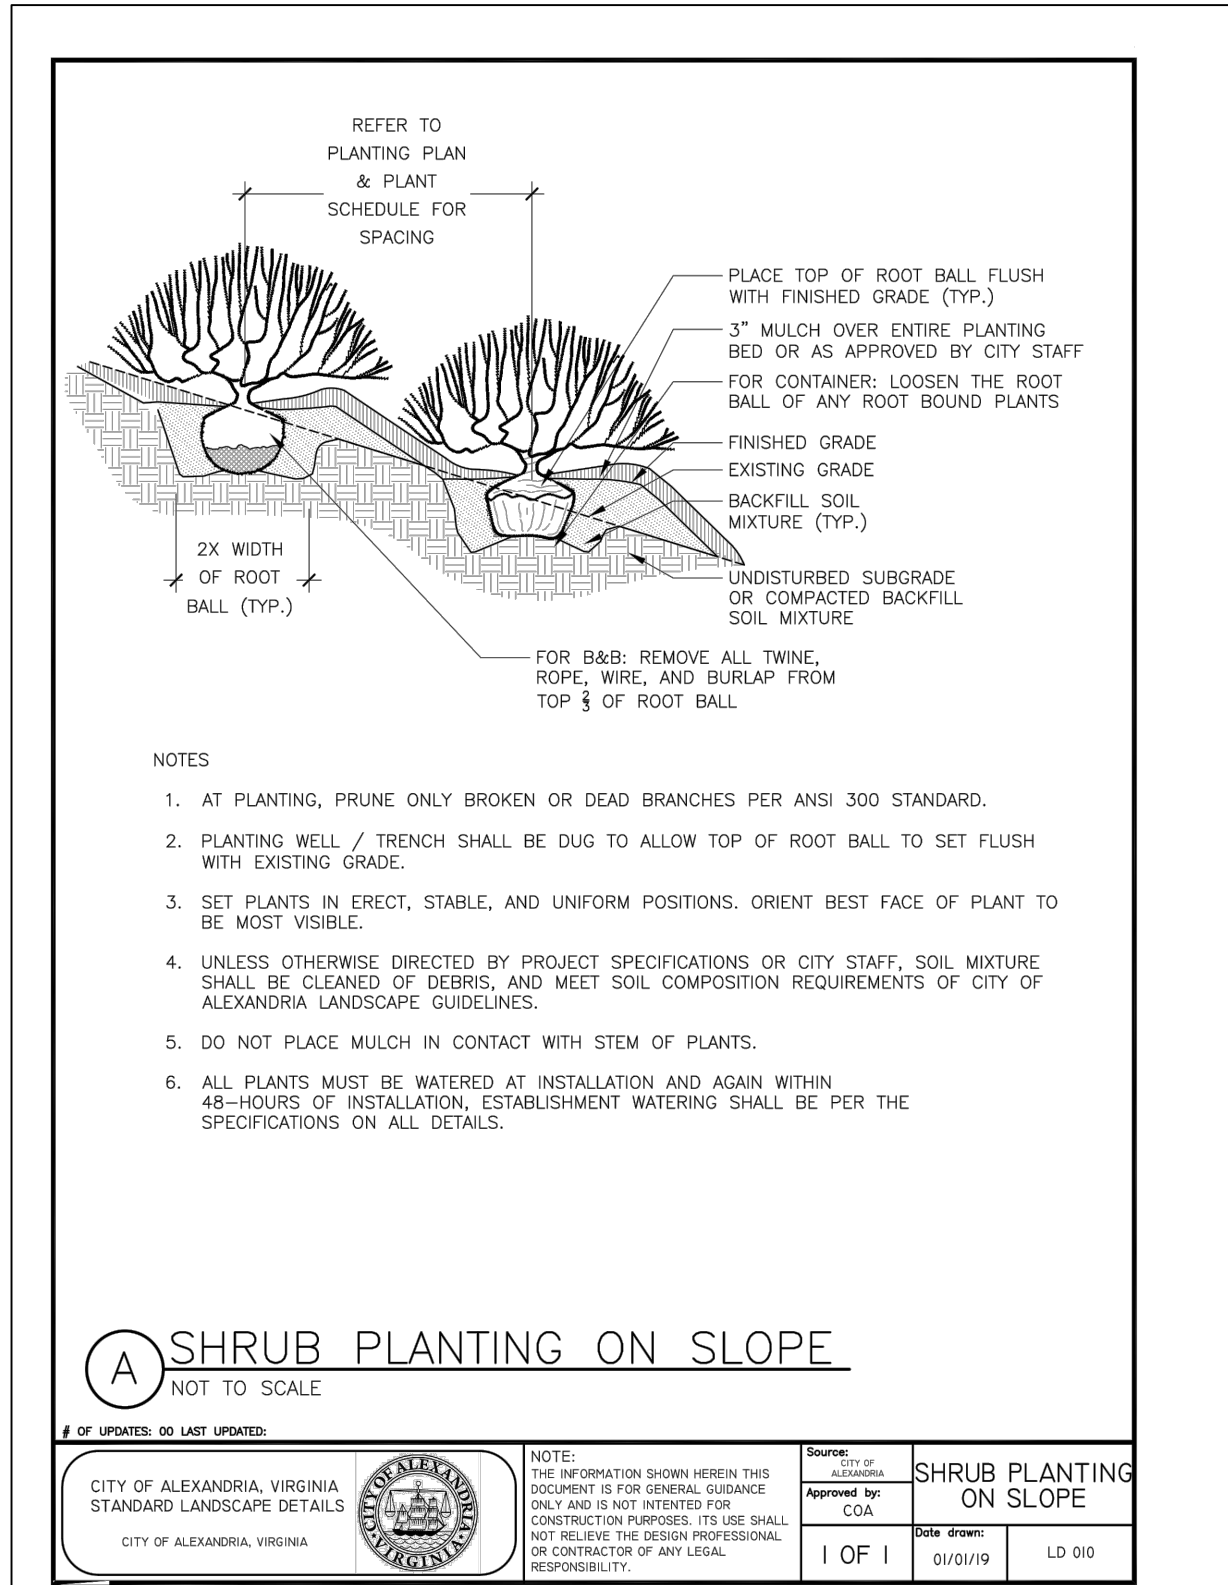 REFER TO
PLANTING PLAN
& PLANT
SCHEDULE FOR
SPACING
PLACE TOP OF ROOT BALL FLUSH
WITH FINISHED GRADE (TYP.)
3" MULCH OVER ENTIRE PLANTING
BED OR AS APPROVED BY CITY STAFF
FOR CONTAINER: LOOSEN THE ROOT
BALL OF ANY ROOT BOUND PLANTS
FINISHED GRADE
EXISTING GRADE
BACKFILL SOIL
MIXTURE (TYP.)
UNDISTURBED SUBGRADE
OR COMPACTED BACKFILL
SOIL MIXTURE
2X WIDTH
OF ROOT
BALL (TYP.)
FOR B&B: REMOVE ALL TWINE,
ROPE, WIRE, AND BURLAP FROM
TOP 2/3 OF ROOT BALL
NOTES
1. AT PLANTING, PRUNE ONLY BROKEN OR DEAD BRANCHES PER ANSI 300 STANDARD.
2. PLANTING WELL / TRENCH SHALL BE DUG TO ALLOW TOP OF ROOT BALL TO SET FLUSH
WITH EXISTING GRADE.
3. SET PLANTS IN ERECT, STABLE, AND UNIFORM POSITIONS. ORIENT BEST FACE OF PLANT TO
BE MOST VISIBLE.
4. UNLESS OTHERWISE DIRECTED BY PROJECT SPECIFICATIONS OR CITY STAFF, SOIL MIXTURE
SHALL BE CLEANED OF DEBRIS, AND MEET SOIL COMPOSITION REQUIREMENTS OF CITY OF
ALEXANDRIA LANDSCAPE GUIDELINES.
5. DO NOT PLACE MULCH IN CONTACT WITH STEM OF PLANTS.
6. ALL PLANTS MUST BE WATERED AT INSTALLATION AND AGAIN WITHIN
48-HOURS OF INSTALLATION, ESTABLISHMENT WATERING SHALL BE PER THE
SPECIFICATIONS ON ALL DETAILS.
A
SHRUB PLANTING ON SLOPE
NOT TO SCALE
# OF UPDATES: 00 LAST UPDATED:
CITY OF ALEXANDRIA, VIRGINIA
STANDARD LANDSCAPE DETAILS
CITY OF ALEXANDRIA, VIRGINIA
CITY OF ALEXANDRIA
VIRGINIA
NOTE:
THE INFORMATION SHOWN HEREIN THIS
DOCUMENT IS FOR GENERAL GUIDANCE
ONLY AND IS NOT INTENTED FOR
CONSTRUCTION PURPOSES. ITS USE SHALL
NOT RELIEVE THE DESIGN PROFESSIONAL
OR CONTRACTOR OF ANY LEGAL
RESPONSIBILITY.
Source:
CITY OF
ALEXANDRIA
Approved by:
COA
1 OF 1
SHRUB PLANTING
ON SLOPE
Date drawn:
01/01/19
LD 010